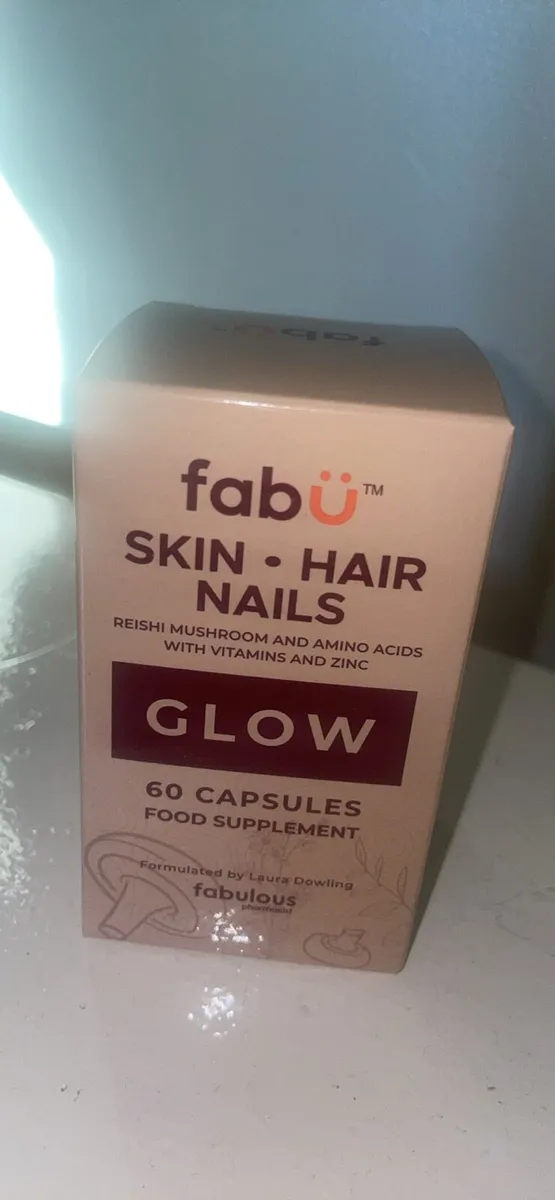 fabü™
SKIN • HAIR
NAILS
REISHI MUSHROOM AND AMINO ACIDS
WITH VITAMINS AND ZINC
GLOW
60 CAPSULES
FOOD SUPPLEMENT
Formulated by Laura Dowling
fabulous
pharmacist